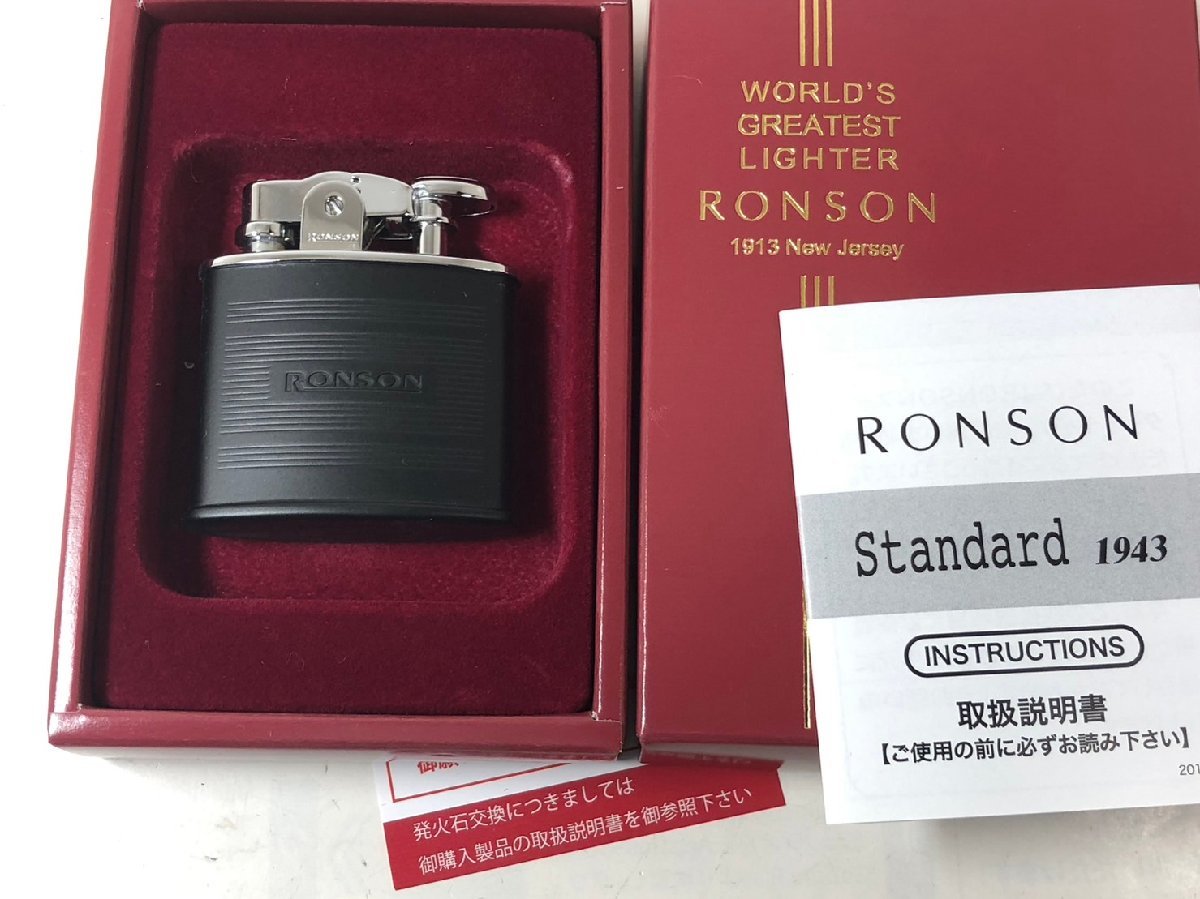 RONSON
RONSON
WORLD'S
GREATEST
LIGHTER
RONSON
1913 New Jersey
RONSON
Standard 1943
INSTRUCTIONS
取扱説明書
【ご使用の前に必ずお読み下さい】
201
発火石交換につきましては
御購入製品の取扱説明書を御参照下さい